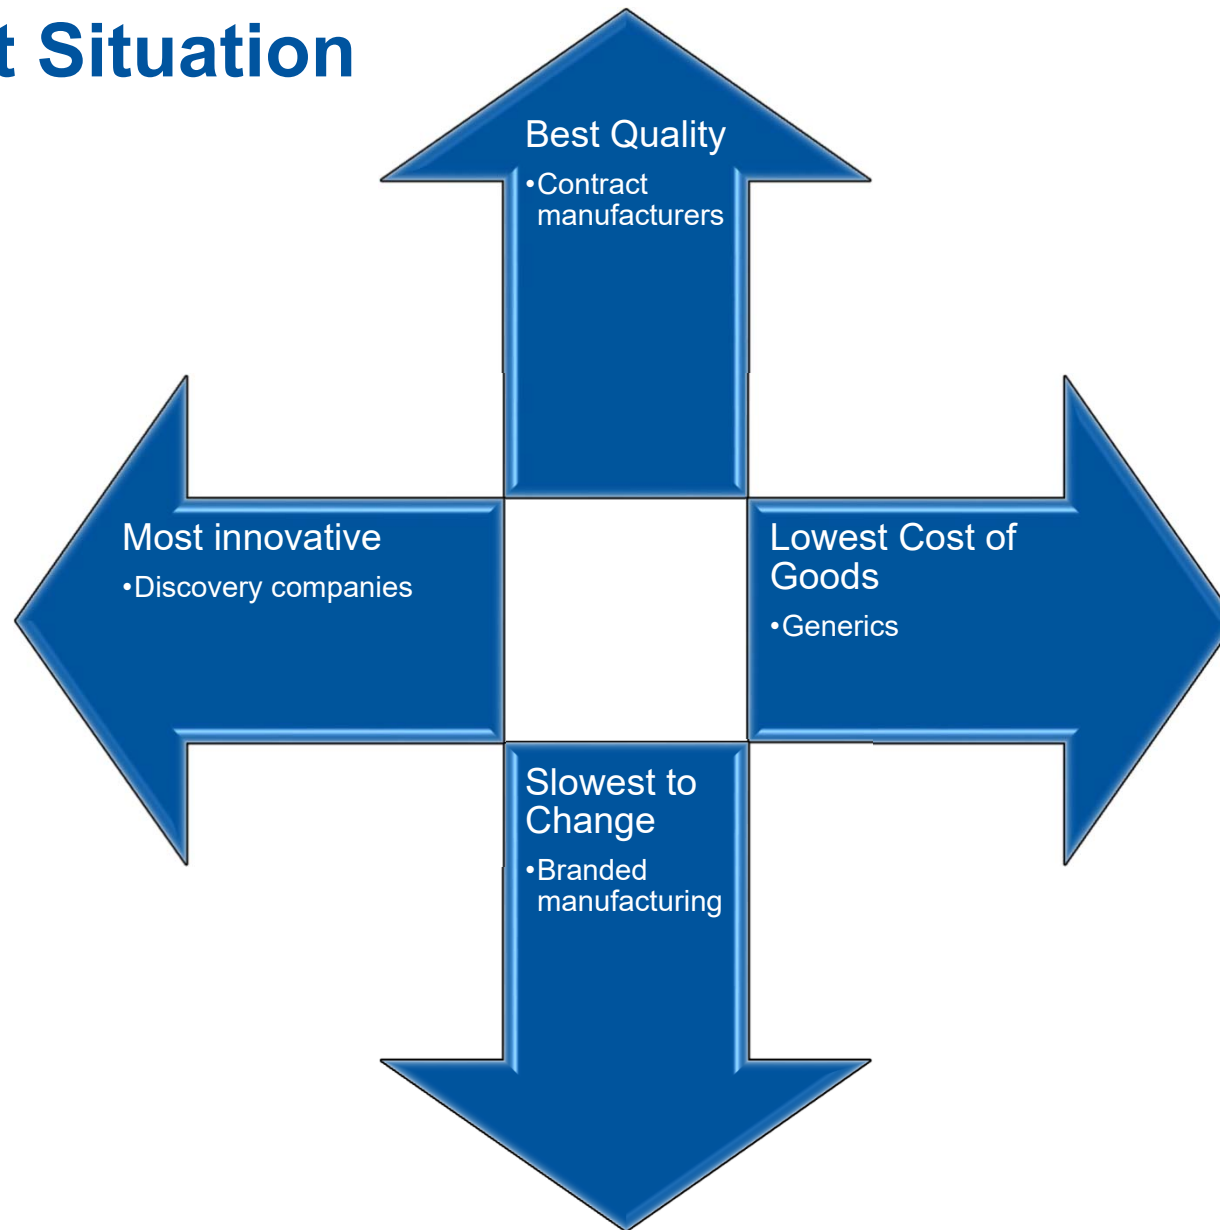 t Situation
Best Quality
•Contract
manufacturers
Most innovative
•Discovery companies
Lowest Cost of
Goods
•Generics
Slowest to
Change
•Branded
manufacturing